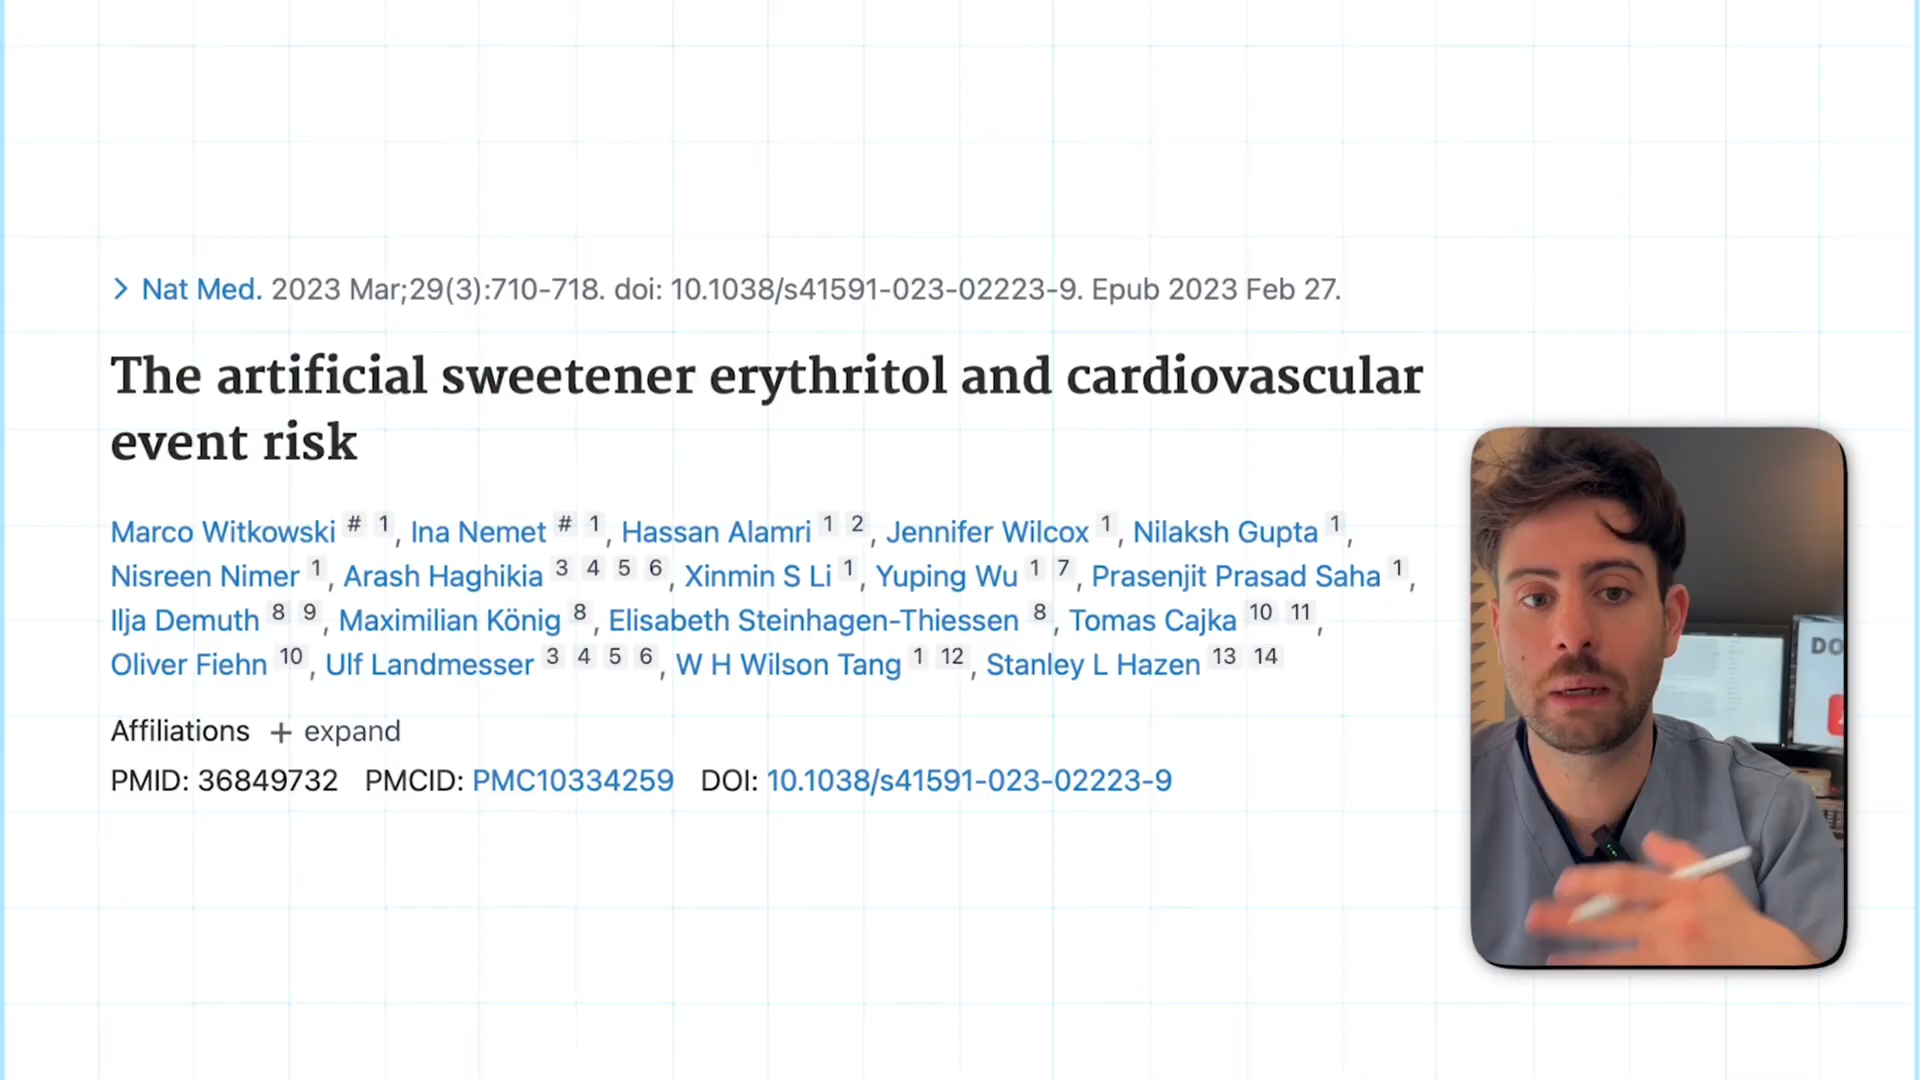 > Nat Med. 2023 Mar;29(3):710-718. doi: 10.1038/s41591-023-02223-9. Epub 2023 Feb 27.
The artificial sweetener erythritol and cardiovascular
event risk
Marco Witkowski # 1, Ina Nemet # 1, Hassan Alamri 1 2, Jennifer Wilcox 1, Nilaksh Gupta 1,
Nisreen Nimer 1, Arash Haghikia 3 4 5 6, Xinmin S Li 1, Yuping Wu 1 7, Prasenjit Prasad Saha 1,
Ilja Demuth 8 9, Maximilian König 8, Elisabeth Steinhagen-Thiessen 8, Tomas Cajka 10 11,
Oliver Fiehn 10, Ulf Landmesser 3 4 5 6, W H Wilson Tang 1 12, Stanley L Hazen 13 14
Affiliations + expand
PMID: 36849732 PMCID: PMC10334259 DOI: 10.1038/s41591-023-02223-9
DO